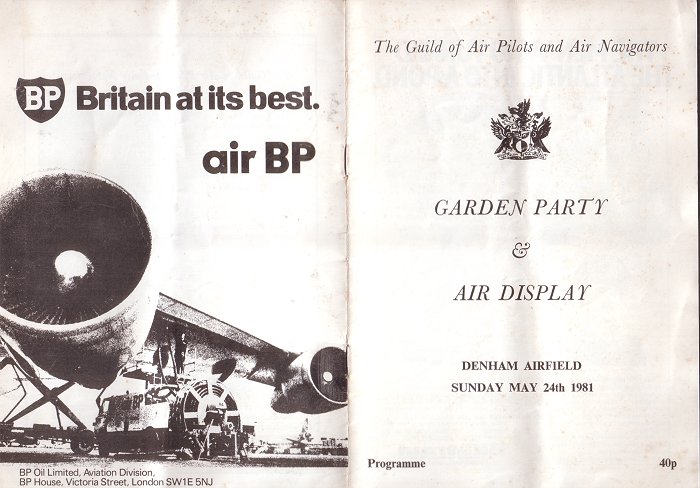 BP Britain at its best.
air BP
BP Oil Limited, Aviation Division,
BP House, Victoria Street, London SW1E 5NJ
The Guild of Air Pilots and Air Navigators
GARDEN PARTY
&
AIR DISPLAY
DENHAM AIRFIELD
SUNDAY MAY 24th 1981
Programme 40p